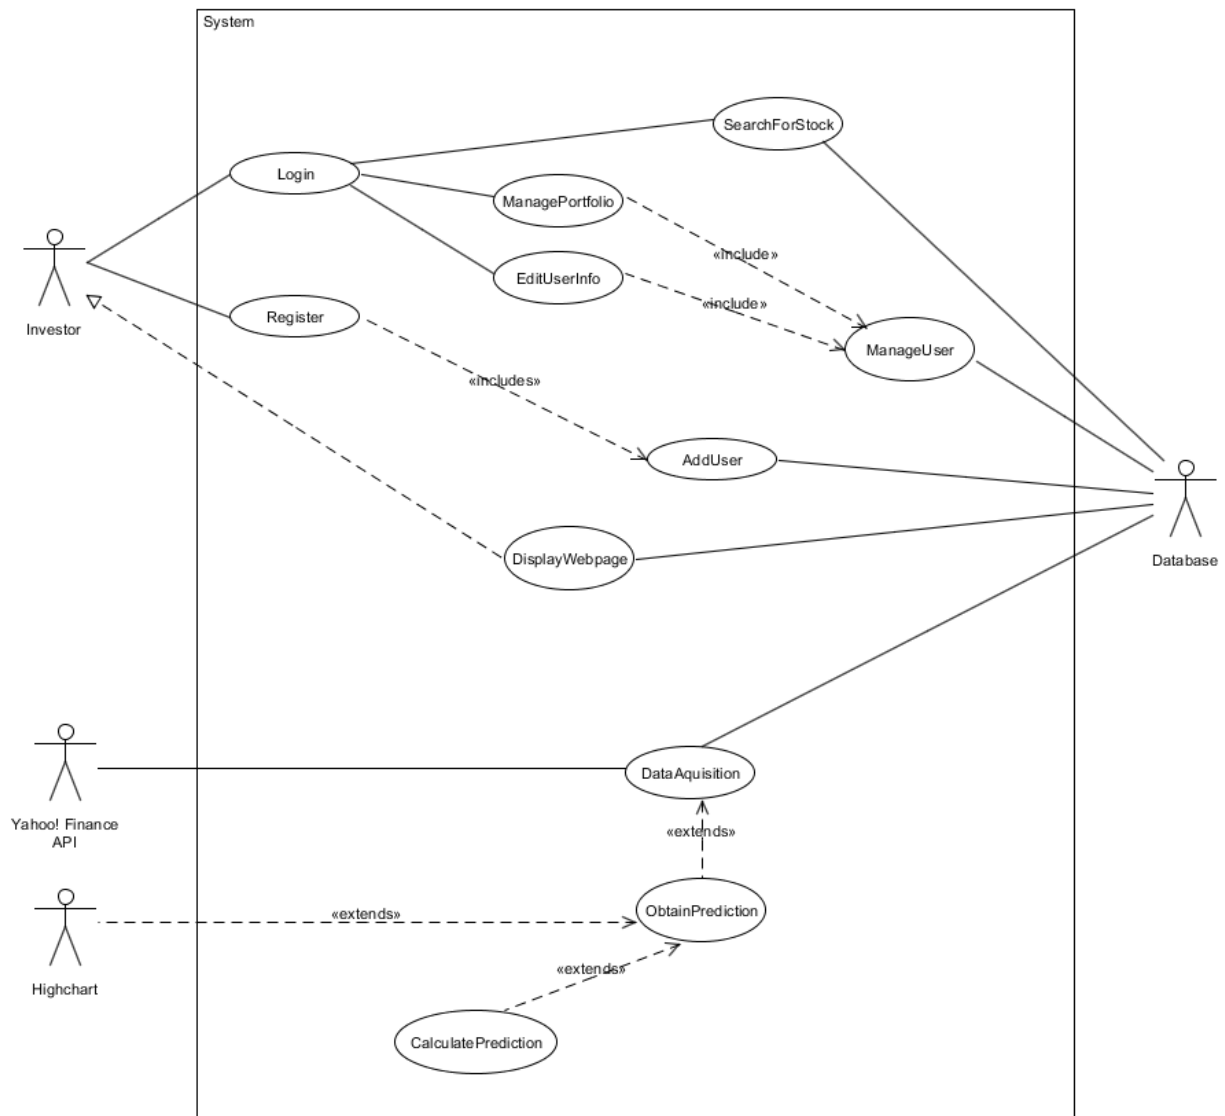 System
SearchForStock
Login
ManagePortfolio
«include»
EditUserInfo
«include»
Register
Investor
ManageUser
«includes»
AddUser
DisplayWebpage
Database
DataAquisition
Yahoo! Finance
API
«extends»
ObtainPrediction
«extends»
Highchart
«extends»
CalculatePrediction